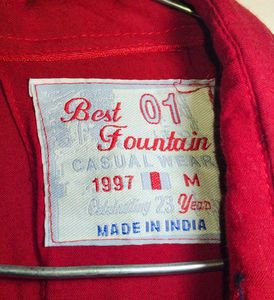 Best 01
Fountain
CASUAL WEAR
1997 M
Celebrating 23 Years
MADE IN INDIA